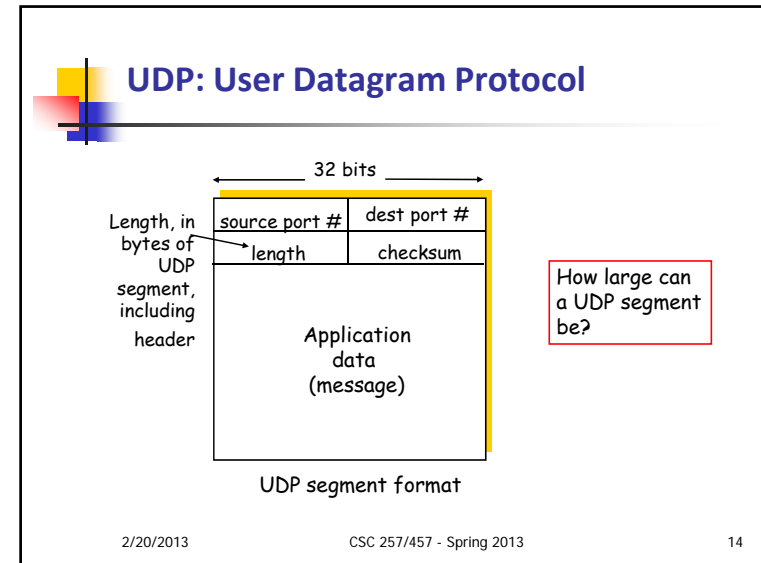 UDP: User Datagram Protocol
32 bits
source port #
dest port #
length
checksum
Length, in
bytes of
UDP
segment,
including
header
Application
data
(message)
How large can
a UDP segment
be?
UDP segment format
2/20/2013
CSC 257/457 - Spring 2013
14